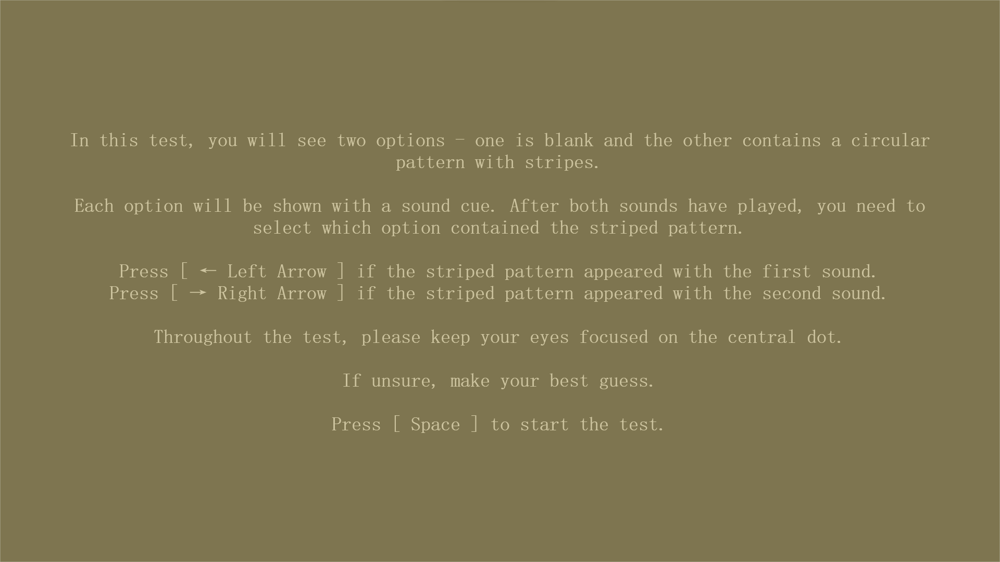 In this test, you will see two options - one is blank and the other contains a circular
pattern with stripes.
Each option will be shown with a sound cue. After both sounds have played, you need to
select which option contained the striped pattern.
Press [ ← Left Arrow ] if the striped pattern appeared with the first sound.
Press [ → Right Arrow ] if the striped pattern appeared with the second sound.
Throughout the test, please keep your eyes focused on the central dot.
If unsure, make your best guess.
Press [ Space ] to start the test.